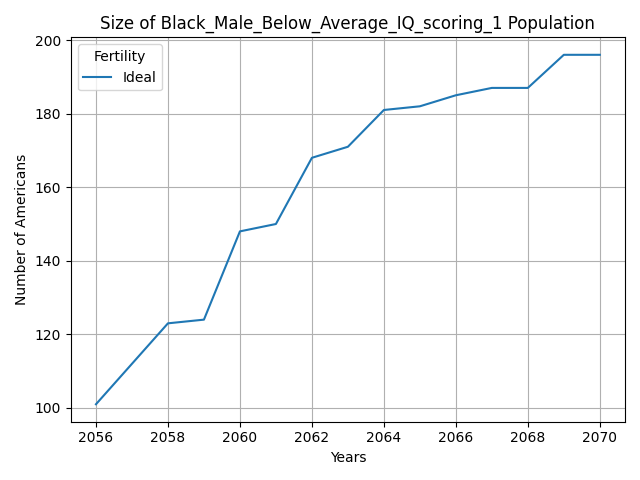 Size of Black_Male_Below_Average_IQ_scoring_1 Population
Fertility
Ideal
Number of Americans
200
180
160
140
120
100
2056 2058 2060 2062 2064 2066 2068 2070
Years